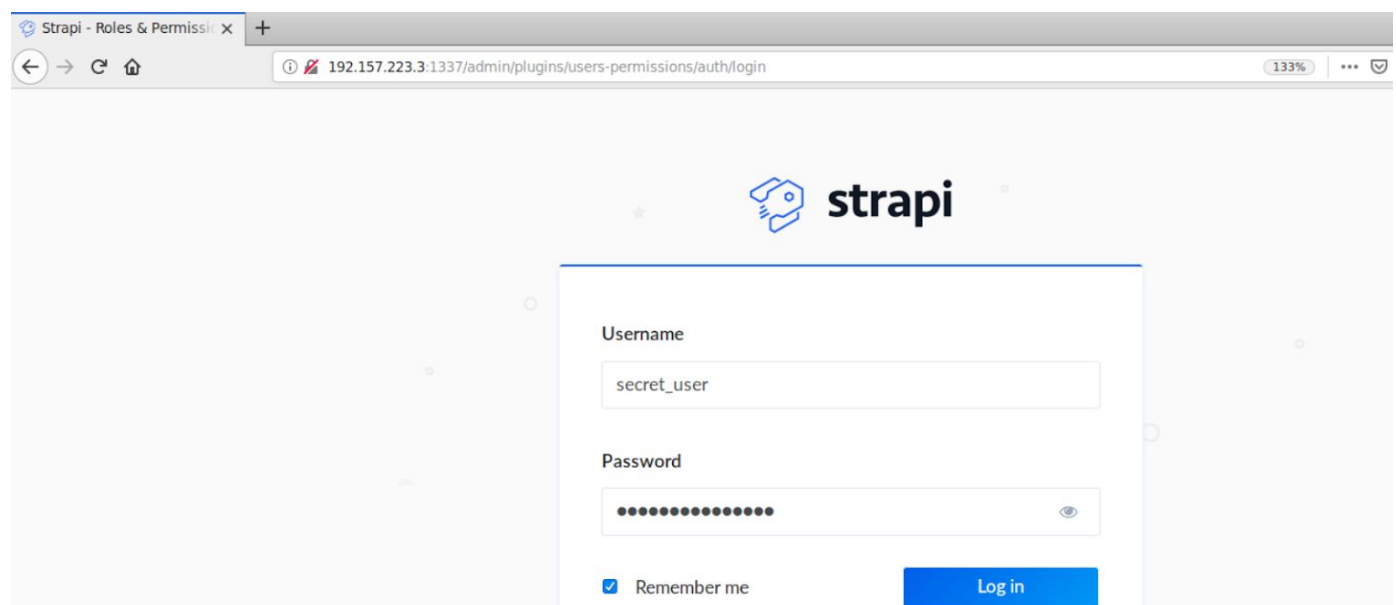 Strapi - Roles & Permissi
192.157.223.3:1337/admin/plugins/users-permissions/auth/login
133%
strapi
Username
secret_user
Password
Remember me
Log in